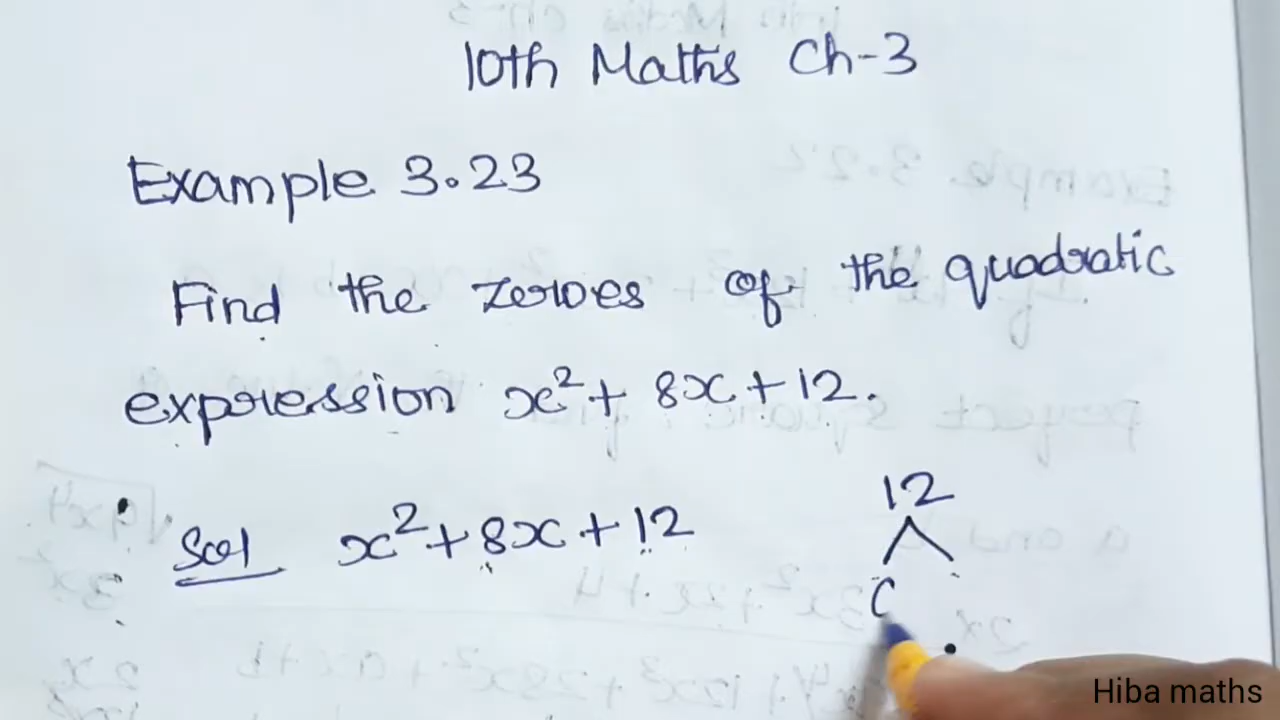 10th Maths Ch-3
Example 3.23
Find the zeroes of the quadratic
expression x²+ 8x+12.
Sol x²+8x+12
12
Hiba maths